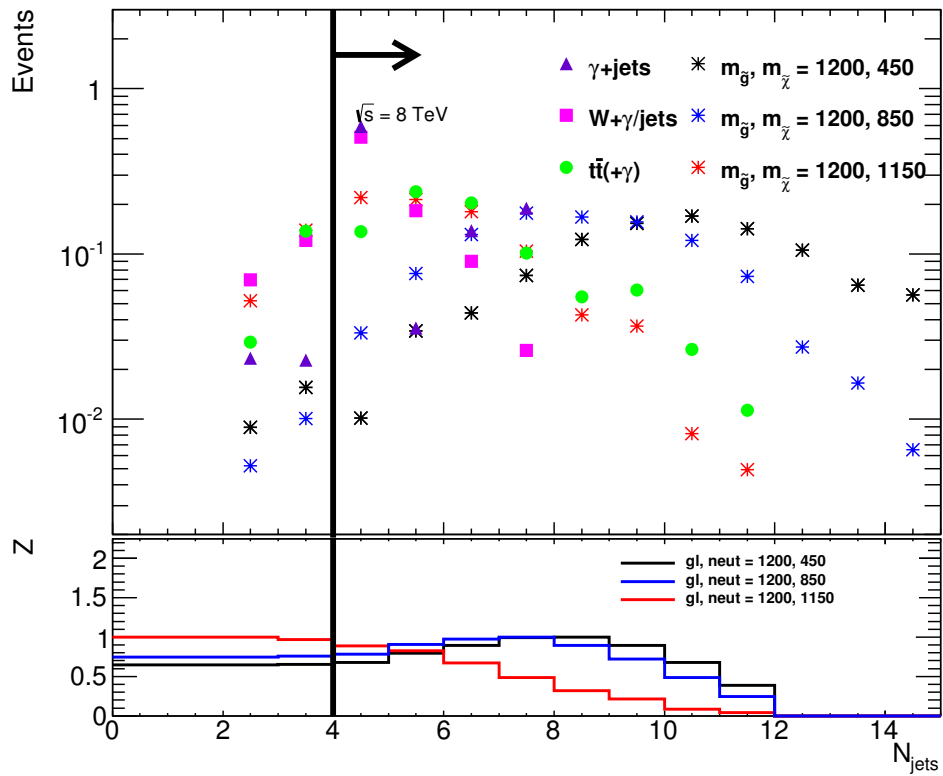 Events
1
10⁻¹
10⁻²
√s = 8 TeV
γ+jets
W+γ/jets
tt̄(+γ)
m_g̃, m_χ̃ = 1200, 450
m_g̃, m_χ̃ = 1200, 850
m_g̃, m_χ̃ = 1200, 1150
Z
2
1.5
1
0.5
0
gl, neut = 1200, 450
gl, neut = 1200, 850
gl, neut = 1200, 1150
0 2 4 6 8 10 12 14
N_jets